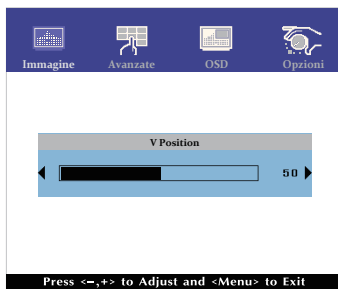 Immagine Avanzate OSD Opzioni
V Position
50
Press <–,+> to Adjust and <Menu> to Exit